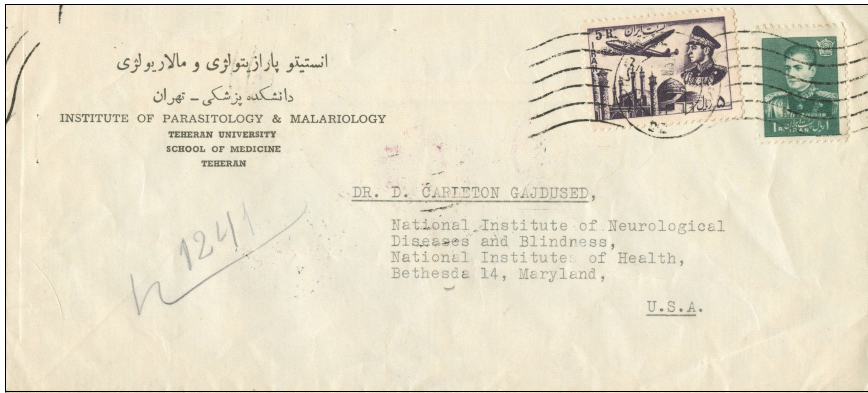 انستیتو پارازیتولوژی و مالاریولوژی
دانشکده پزشکی - تهران
INSTITUTE OF PARASITOLOGY & MALARIOLOGY
TEHERAN UNIVERSITY
SCHOOL OF MEDICINE
TEHERAN
5 R.
IRAN
۵
DR. D. CARLETON GAJDUSED,
National Institute of Neurological
Diseases and Blindness,
National Institutes of Health,
Bethesda 14, Maryland,
U.S.A.
1241